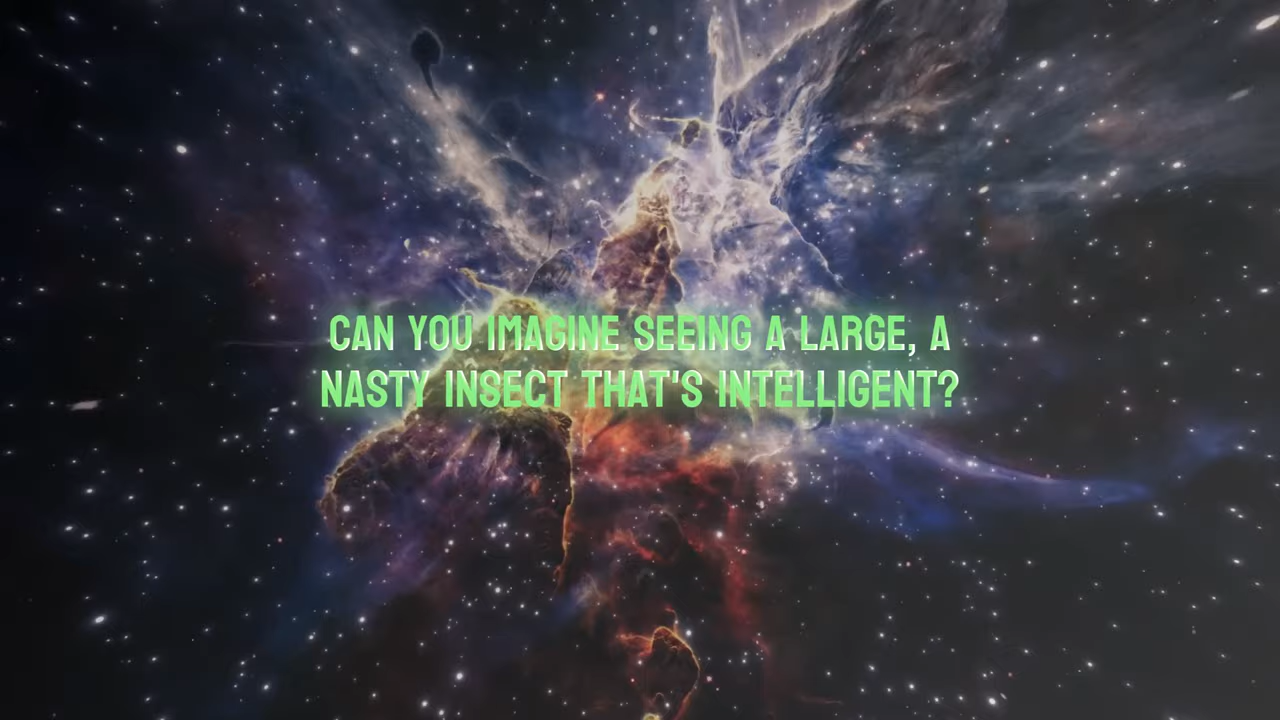 CAN YOU IMAGINE SEEING A LARGE, A
NASTY INSECT THAT'S INTELLIGENT?